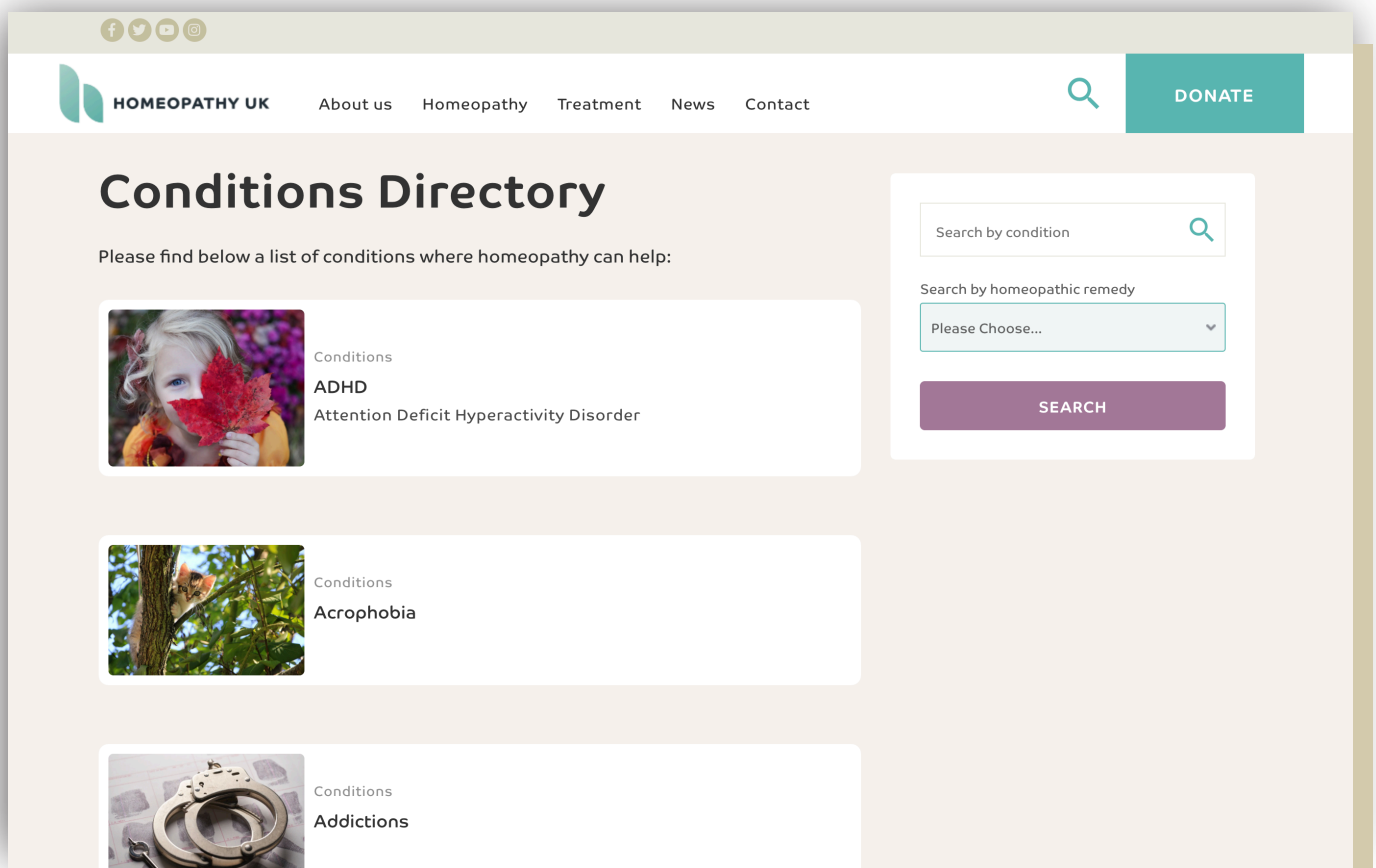 HOMEOPATHY UK
About us Homeopathy Treatment News Contact
DONATE
Conditions Directory
Please find below a list of conditions where homeopathy can help:
Conditions
ADHD
Attention Deficit Hyperactivity Disorder
Conditions
Acrophobia
Conditions
Addictions
Search by condition
Search by homeopathic remedy
Please Choose...
SEARCH